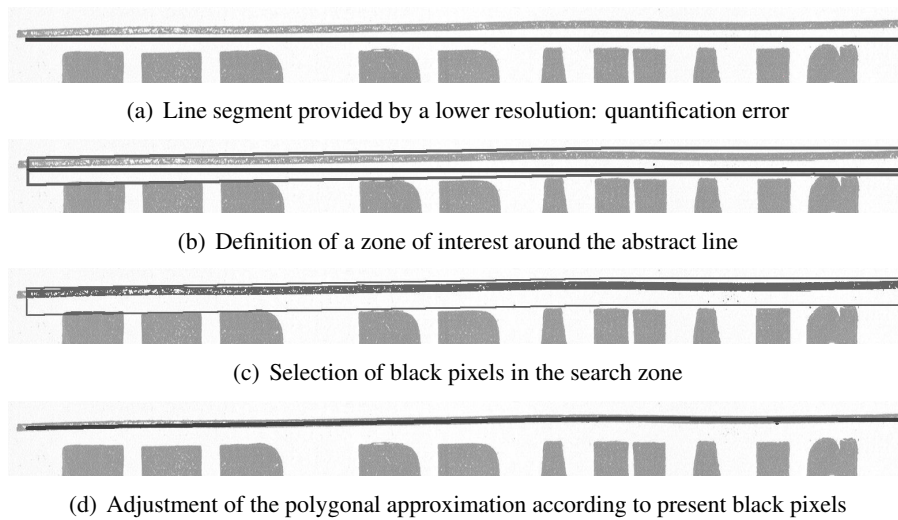 (a) Line segment provided by a lower resolution: quantification error
(b) Definition of a zone of interest around the abstract line
(c) Selection of black pixels in the search zone
(d) Adjustment of the polygonal approximation according to present black pixels